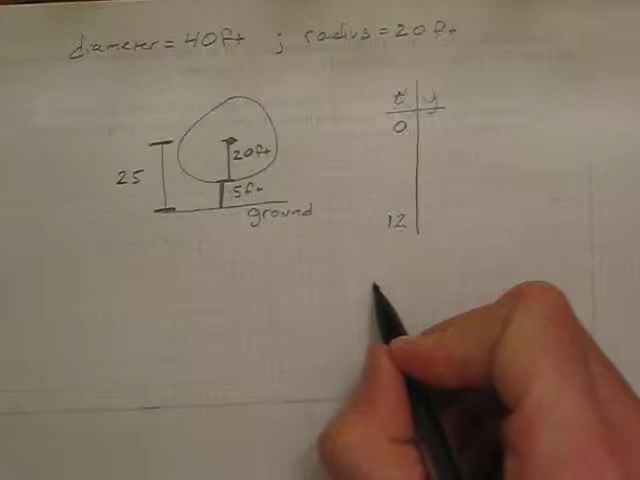 diameter = 40ft ; radius = 20ft
t y
0
20ft
25
5ft
ground
12